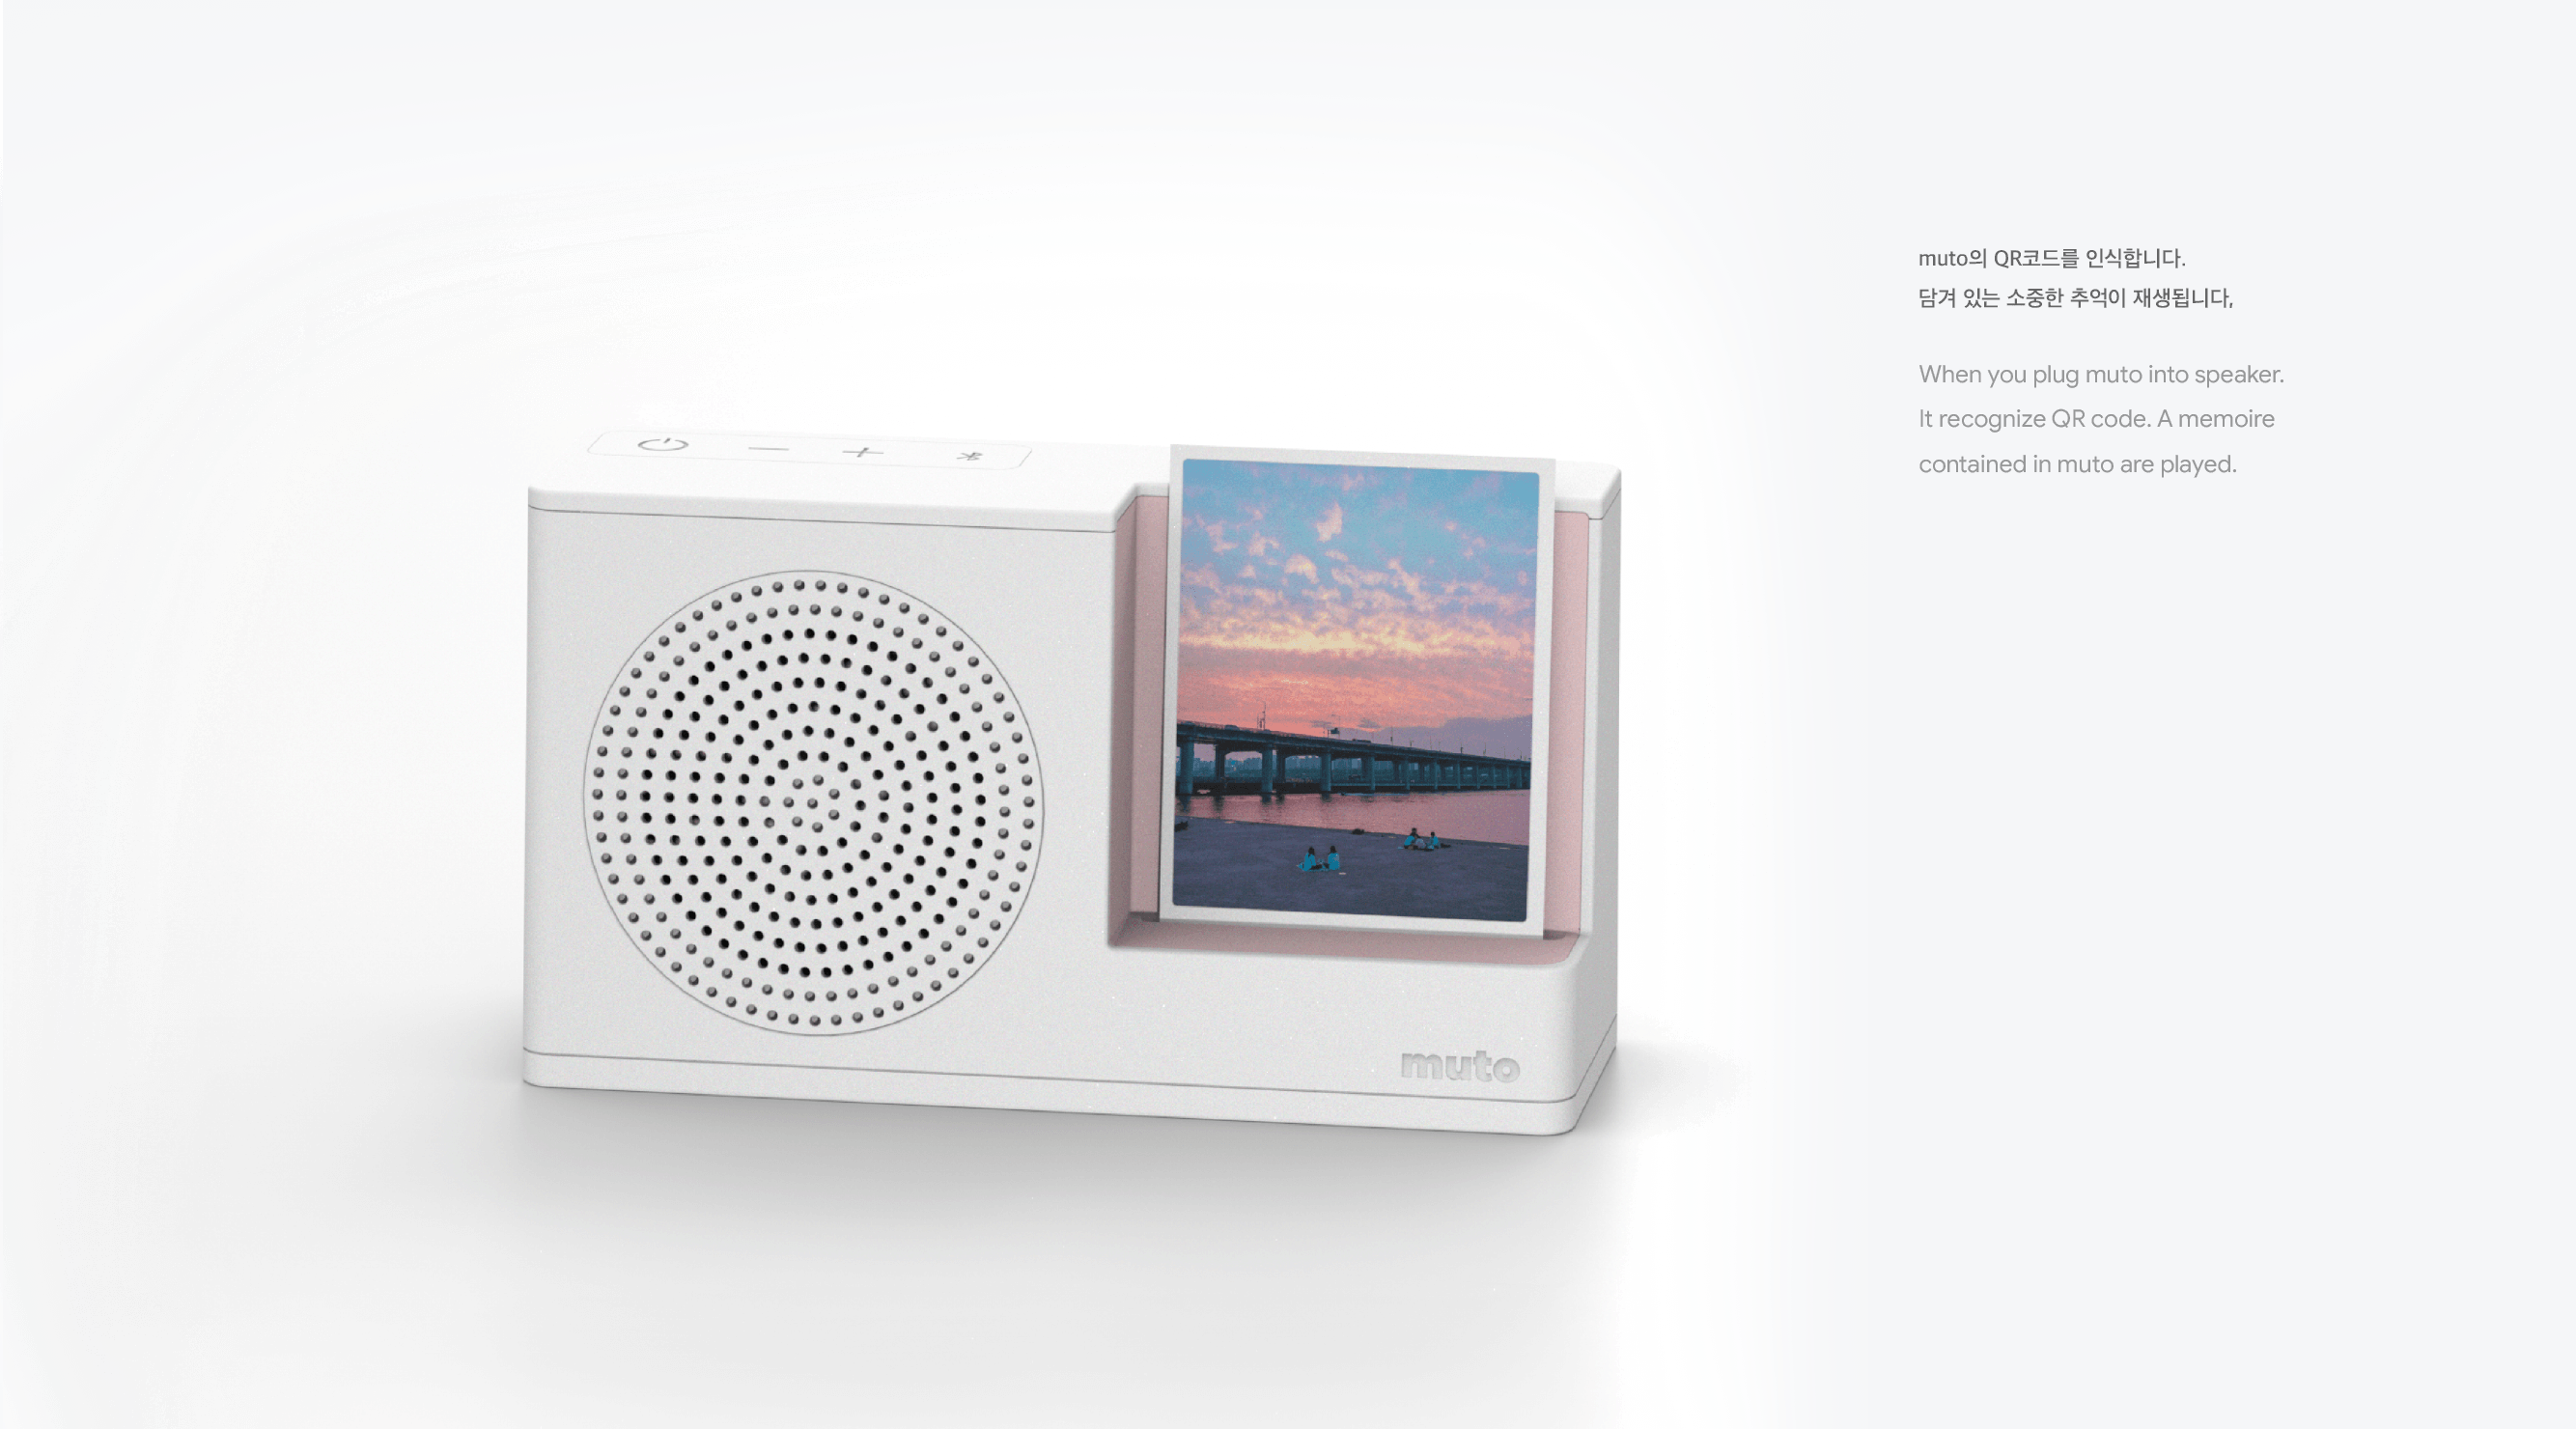 muto의 QR코드를 인식합니다.
담겨 있는 소중한 추억이 재생됩니다,
When you plug muto into speaker.
It recognize QR code. A memoire
contained in muto are played.
muto